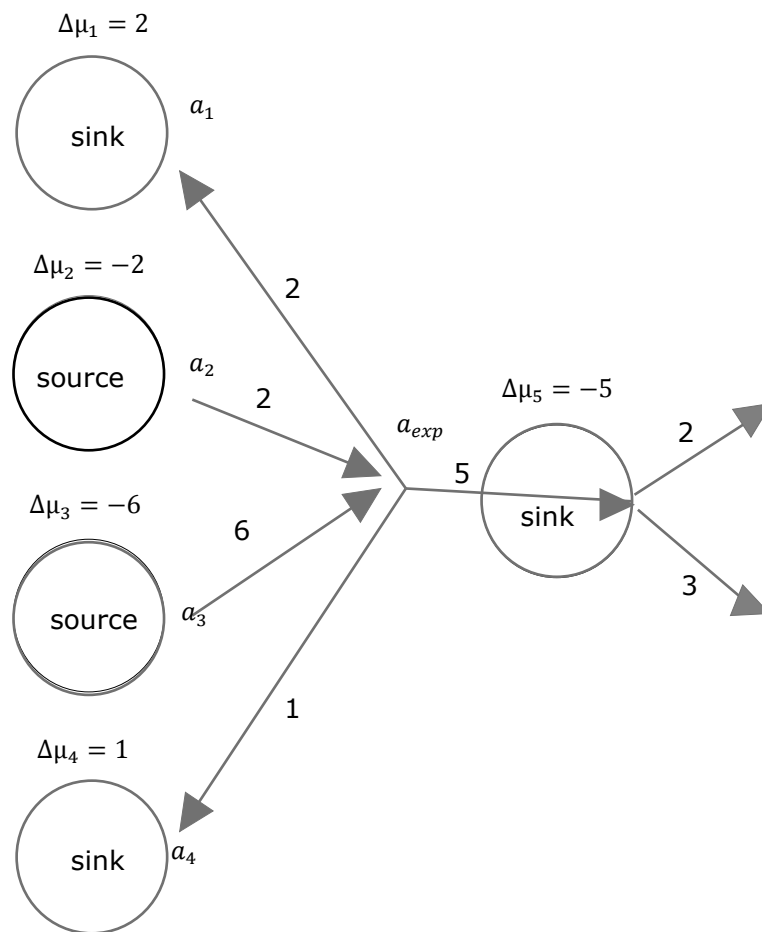 Δμ₁ = 2
a₁
sink
2
Δμ₂ = −2
a₂
source
2
Δμ₅ = −5
a_exp
2
5
sink
Δμ₃ = −6
6
3
source
a₃
1
Δμ₄ = 1
sink
a₄